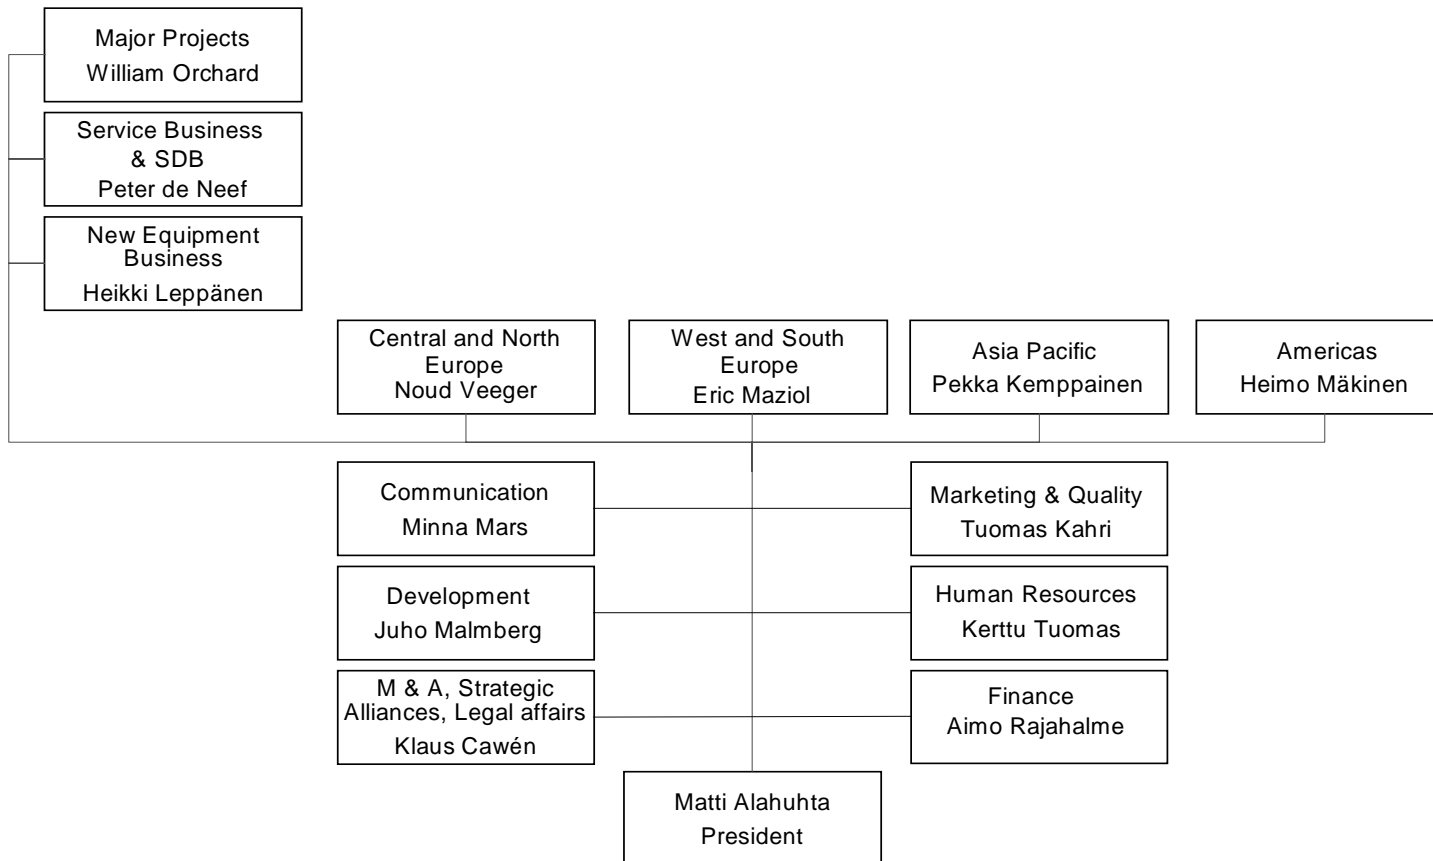 Major Projects
William Orchard
Service Business
& SDB
Peter de Neef
New Equipment
Business
Heikki Leppänen
Central and North
Europe
Noud Veeger
West and South
Europe
Eric Maziol
Asia Pacific
Pekka Kemppainen
Americas
Heimo Mäkinen
Communication
Minna Mars
Marketing & Quality
Tuomas Kahri
Development
Juho Malmberg
Human Resources
Kerttu Tuomas
M & A, Strategic
Alliances, Legal affairs
Klaus Cawén
Finance
Aimo Rajahalme
Matti Alahuhta
President